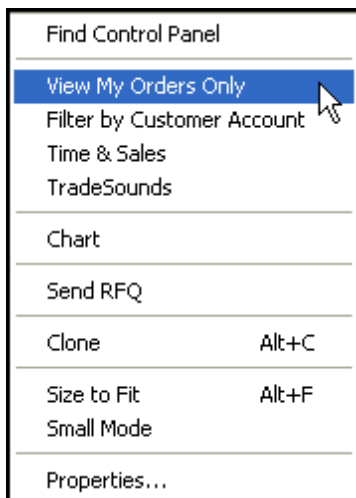 Find Control Panel
View My Orders Only
Filter by Customer Account
Time & Sales
TradeSounds
Chart
Send RFQ
Clone Alt+C
Size to Fit Alt+F
Small Mode
Properties...